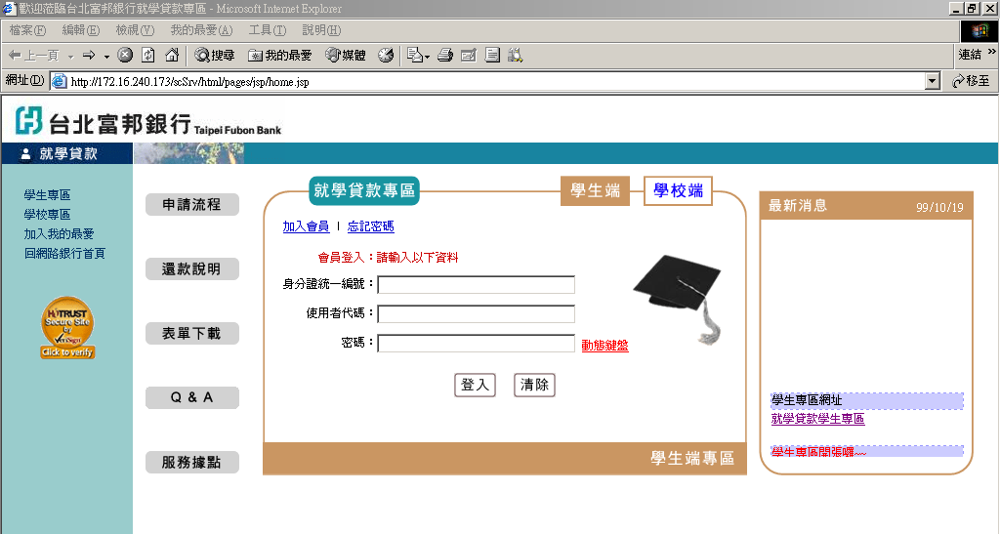 歡迎蒞臨台北富邦銀行就學貸款專區 - Microsoft Internet Explorer
檔案(F) 編輯(E) 檢視(V) 我的最愛(A) 工具(T) 說明(H)
上一頁 搜尋 我的最愛 媒體 連結 »
網址(D) http://172.16.240.173/scSrv/html/pages/jsp/home.jsp 移至
台北富邦銀行 Taipei Fubon Bank
就學貸款
學生專區
學校專區
加入我的最愛
回網路銀行首頁
HiTRUST
Secure Site
by
VeriSign
Click to verify
申請流程
還款說明
表單下載
Q & A
服務據點
就學貸款專區 學生端 學校端
加入會員 | 忘記密碼
會員登入：請輸入以下資料
身分證統一編號：
使用者代碼：
密碼： 動態鍵盤
登入 清除
學生端專區
最新消息 99/10/19
學生專區網址
就學貸款學生專區
學生專區開張囉~~